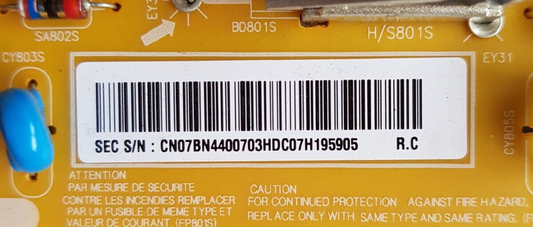 SA802S
EY3
BD801S
H/S801S
CY803S
EY31
SEC S/N : CN07BN4400703HDC07H195905 R.C
CY805S
ATTENTION
PAR MESURE DE SECURITE
CONTRE LES INCENDIES REMPLACER
PAR UN FUSIBLE DE MEME TYPE ET
VALEUR DE COURANT. (FP801S)
CAUTION
FOR CONTINUED PROTECTION AGAINST FIRE HAZARD,
REPLACE ONLY WITH SAME TYPE AND SAME RATING.